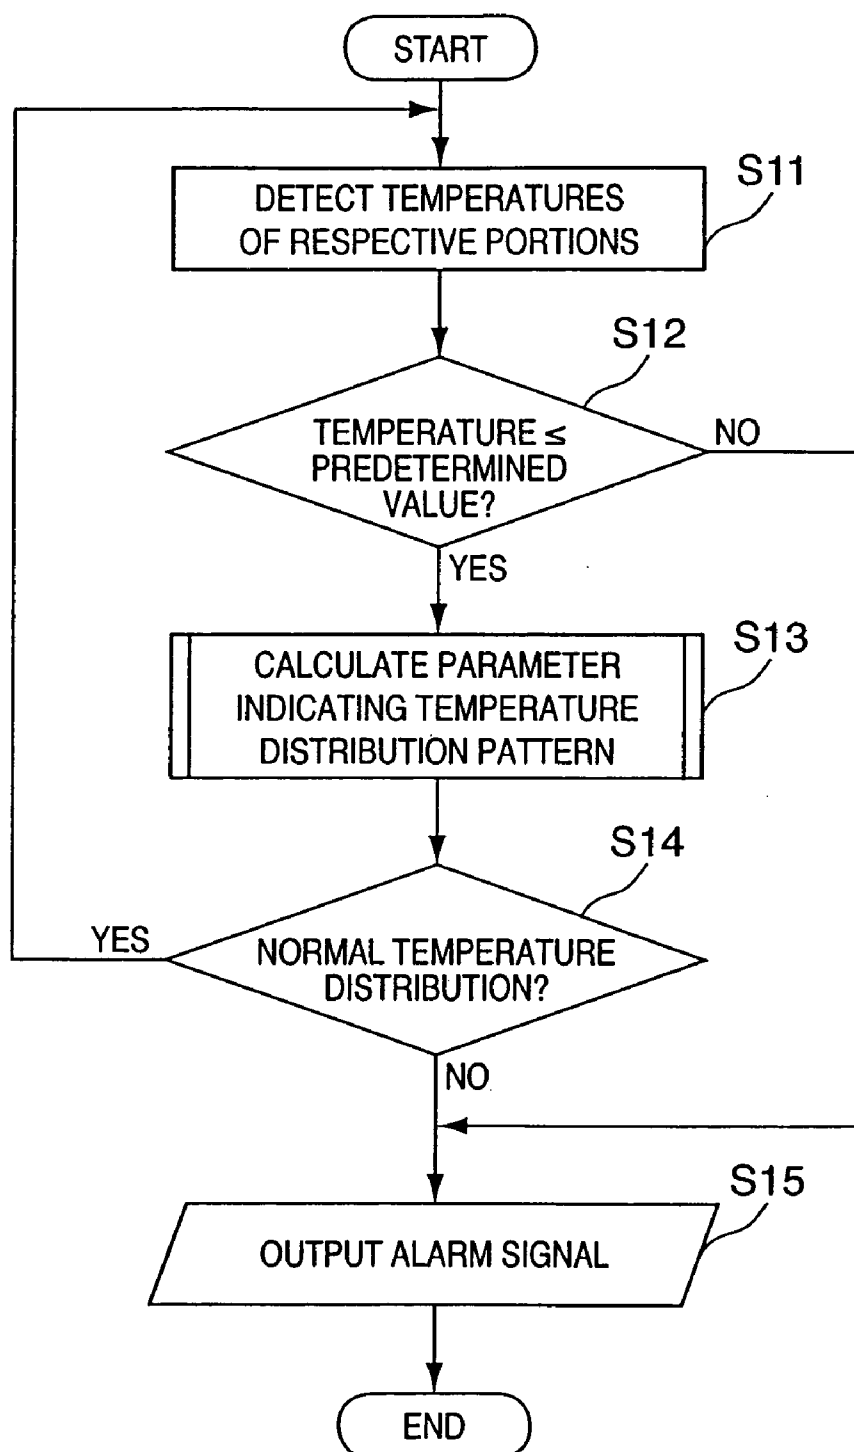 START
S11
DETECT TEMPERATURES
OF RESPECTIVE PORTIONS
S12
TEMPERATURE ≤
PREDETERMINED
VALUE?
NO
YES
S13
CALCULATE PARAMETER
INDICATING TEMPERATURE
DISTRIBUTION PATTERN
S14
YES
NORMAL TEMPERATURE
DISTRIBUTION?
NO
S15
OUTPUT ALARM SIGNAL
END